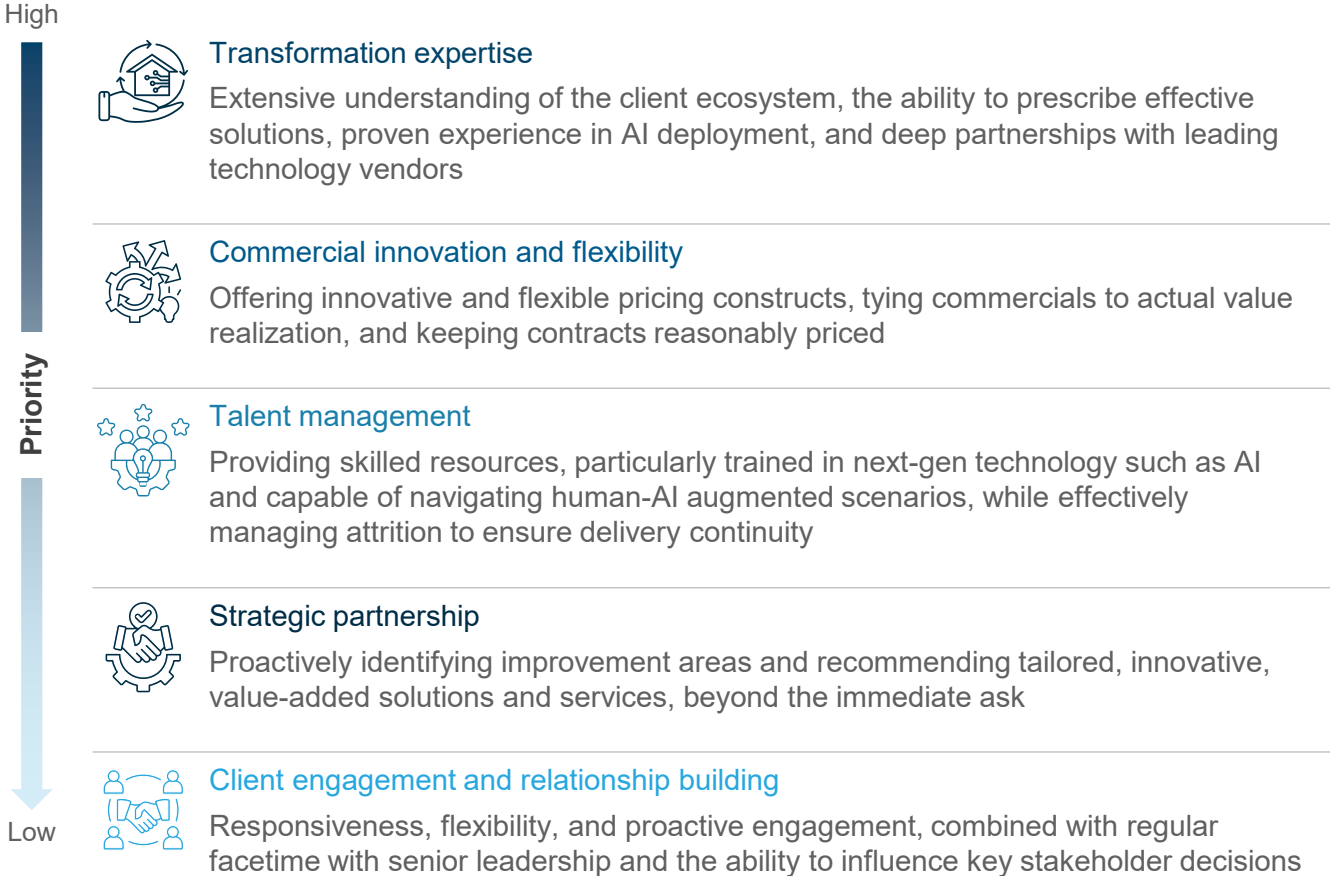 High
Transformation expertise
Extensive understanding of the client ecosystem, the ability to prescribe effective
solutions, proven experience in AI deployment, and deep partnerships with leading
technology vendors
Commercial innovation and flexibility
Offering innovative and flexible pricing constructs, tying commercials to actual value
realization, and keeping contracts reasonably priced
Priority
Talent management
Providing skilled resources, particularly trained in next-gen technology such as AI
and capable of navigating human-AI augmented scenarios, while effectively
managing attrition to ensure delivery continuity
Strategic partnership
Proactively identifying improvement areas and recommending tailored, innovative,
value-added solutions and services, beyond the immediate ask
Client engagement and relationship building
Responsiveness, flexibility, and proactive engagement, combined with regular
facetime with senior leadership and the ability to influence key stakeholder decisions
Low